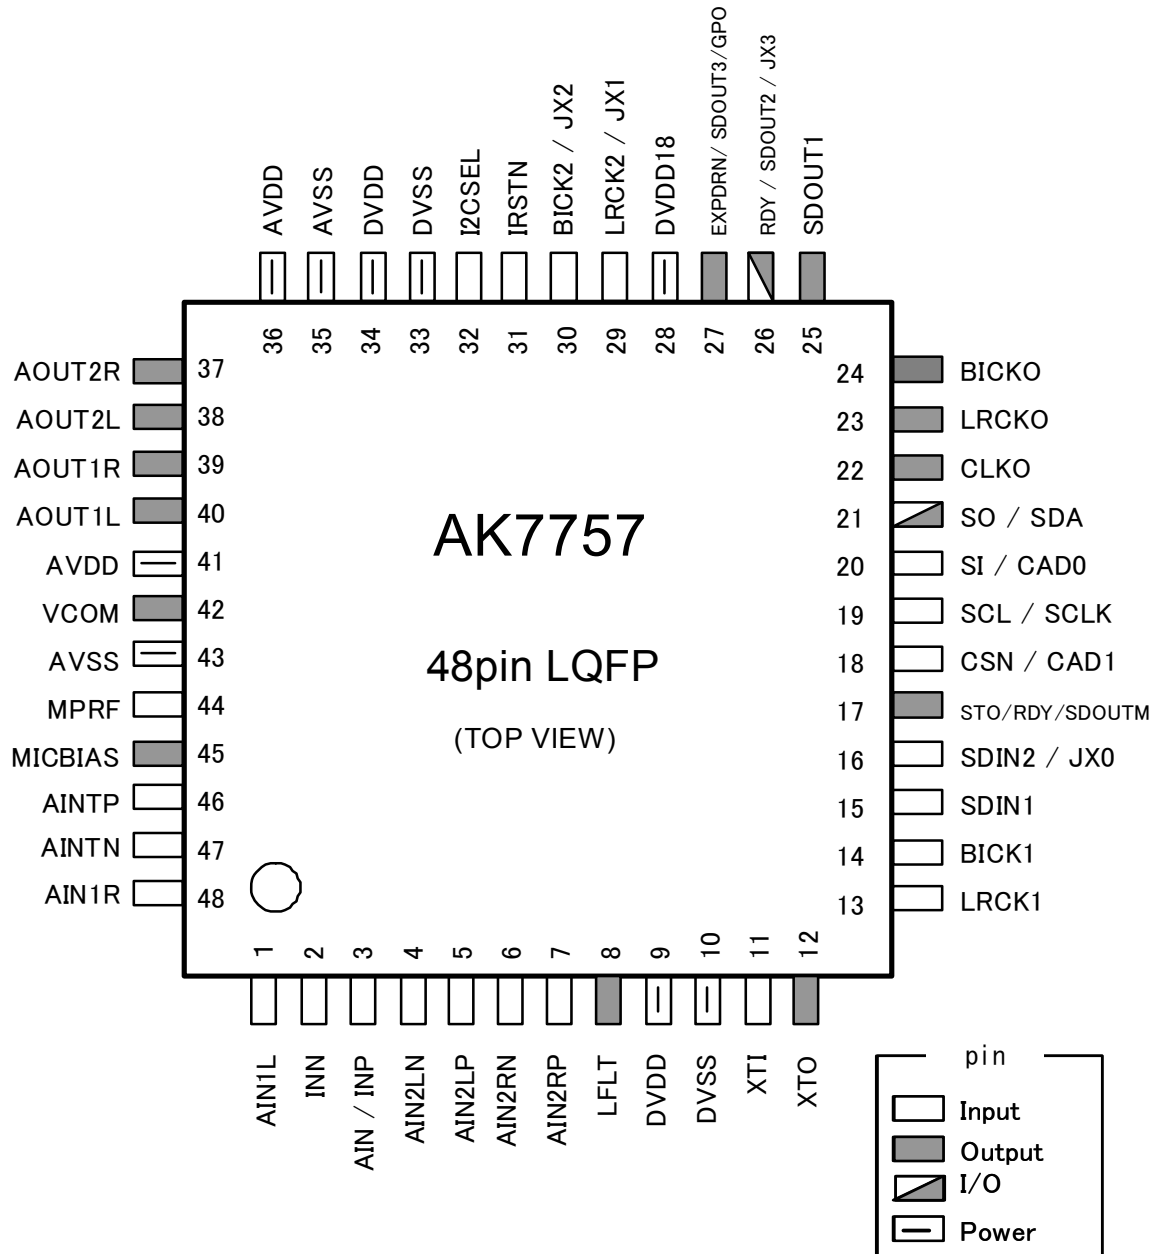 AVDD
AVSS
DVDD
DVSS
I2CSEL
IRSTN
BICK2 / JX2
LRCK2 / JX1
DVDD18
EXPDRN/ SDOUT3/GPO
RDY / SDOUT2 / JX3
SDOUT1
36
35
34
33
32
31
30
29
28
27
26
25
AOUT2R 37
AOUT2L 38
AOUT1R 39
AOUT1L 40
AVDD 41
VCOM 42
AVSS 43
MPRF 44
MICBIAS 45
AINTP 46
AINTN 47
AIN1R 48
AK7757
48pin LQFP
(TOP VIEW)
24 BICKO
23 LRCKO
22 CLKO
21 SO / SDA
20 SI / CAD0
19 SCL / SCLK
18 CSN / CAD1
17 STO/RDY/SDOUTM
16 SDIN2 / JX0
15 SDIN1
14 BICK1
13 LRCK1
1
2
3
4
5
6
7
8
9
10
11
12
AIN1L
INN
AIN / INP
AIN2LN
AIN2LP
AIN2RN
AIN2RP
LFLT
DVDD
DVSS
XTI
XTO
pin
Input
Output
I/O
Power